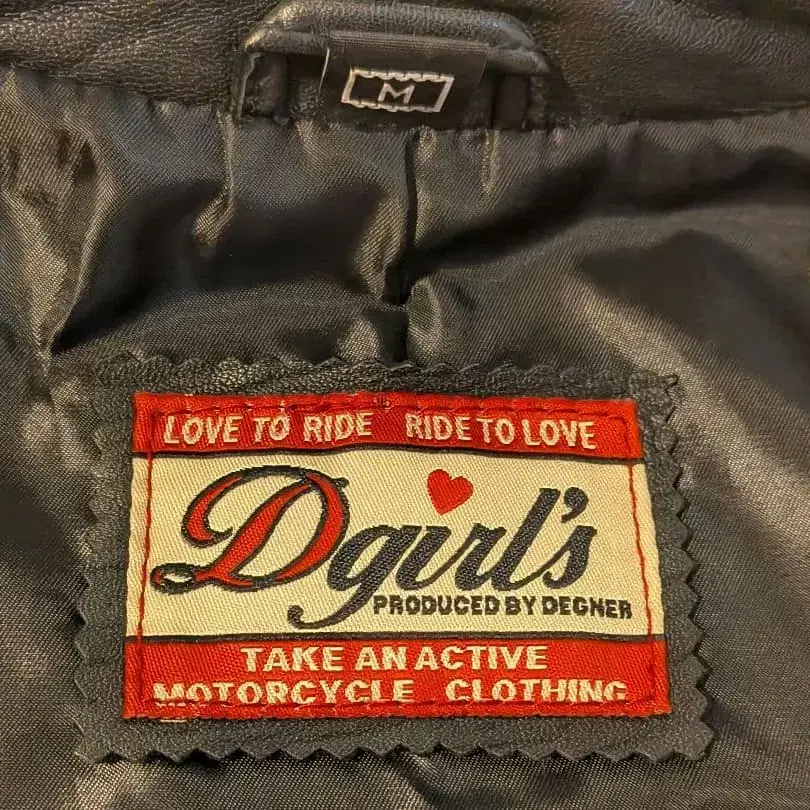 M
LOVE TO RIDE RIDE TO LOVE
Dgirl's
PRODUCED BY DEGNER
TAKE AN ACTIVE
MOTORCYCLE CLOTHING